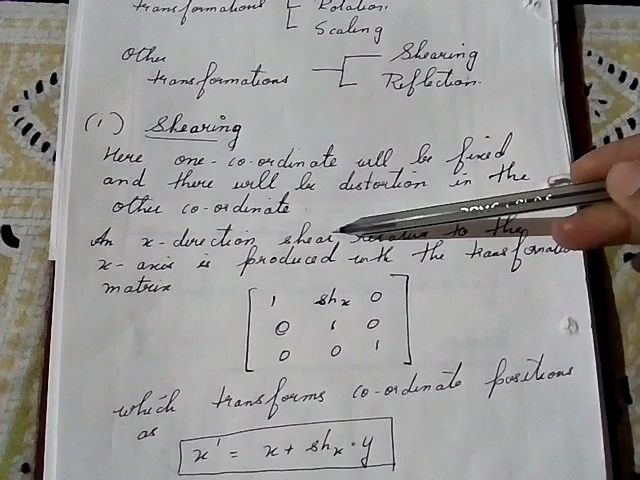 transformations Rotation.
Scaling
Other
transformations Shearing
Reflection.
(i) Shearing
Here one-co-ordinate will be fixed
and there will be distortion in the
other co-ordinate.
An x-direction shear relative to the
x-axis is produced with the transformation
matrix
1 shx 0
0 1 0
0 0 1
which transforms co-ordinate positions
as
x' = x + shx . y